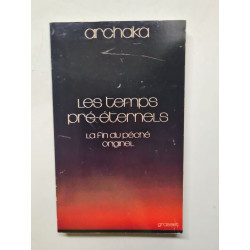 archaka
Les temps
pré-éternels
La fin du péché
originel
grasset